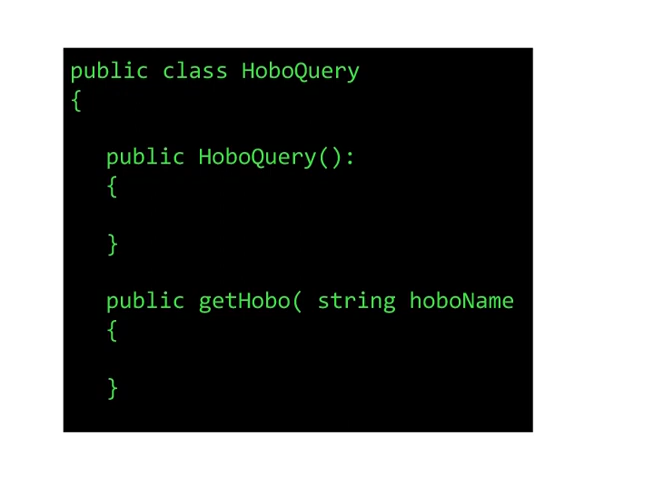 public class HoboQuery
{
public HoboQuery():
{
}
public getHobo( string hoboName
{
}